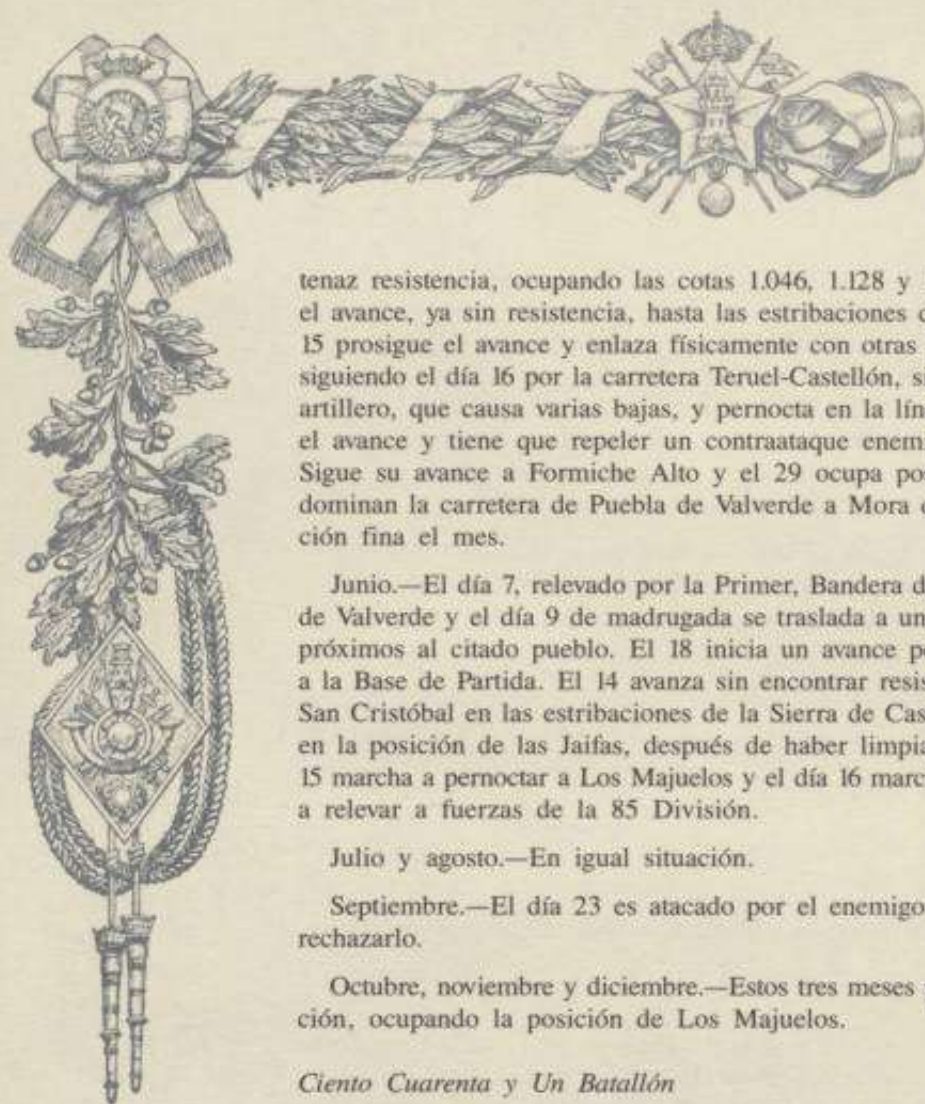 tenaz resistencia, ocupando las cotas 1.046, 1.128 y
el avance, ya sin resistencia, hasta las estribaciones
15 prosigue el avance y enlaza físicamente con otras
siguiendo el día 16 por la carretera Teruel-Castellón,
artillero, que causa varias bajas, y pernocta en la
el avance y tiene que repeler un contraataque
Sigue su avance a Formiche Alto y el 29 ocupa
dominan la carretera de Puebla de Valverde a Mora
ción fina el mes.
Junio.—El día 7, relevado por la Primer, Bandera
de Valverde y el día 9 de madrugada se traslada a
próximos al citado pueblo. El 18 inicia un avance
a la Base de Partida. El 14 avanza sin encontrar
San Cristóbal en las estribaciones de la Sierra de
en la posición de las Jaifas, después de haber
15 marcha a pernoctar a Los Majuelos y el día 16
a relevar a fuerzas de la 85 División.
Julio y agosto.—En igual situación.
Septiembre.—El día 23 es atacado por el enemigo
rechazarlo.
Octubre, noviembre y diciembre.—Estos tres meses
ción, ocupando la posición de Los Majuelos.
Ciento Cuarenta y Un Batallón